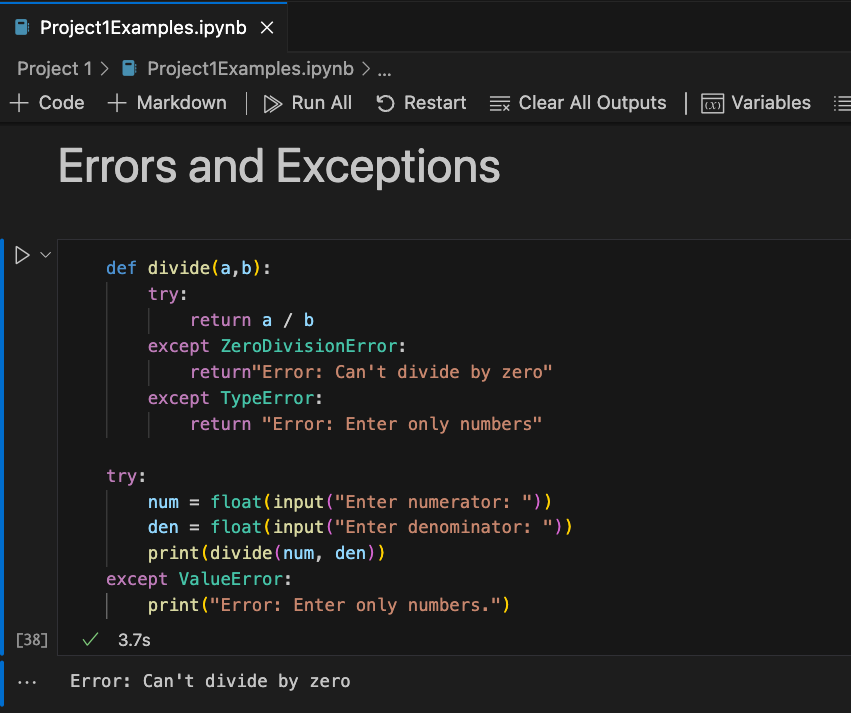 Project1Examples.ipynb
Project 1 > Project1Examples.ipynb > ...
+ Code + Markdown | Run All Restart Clear All Outputs | Variables
Errors and Exceptions
def divide(a,b):
    try:
        return a / b
    except ZeroDivisionError:
        return"Error: Can't divide by zero"
    except TypeError:
        return "Error: Enter only numbers"
try:
    num = float(input("Enter numerator: "))
    den = float(input("Enter denominator: "))
    print(divide(num, den))
except ValueError:
    print("Error: Enter only numbers.")
[38] 3.7s
... Error: Can't divide by zero